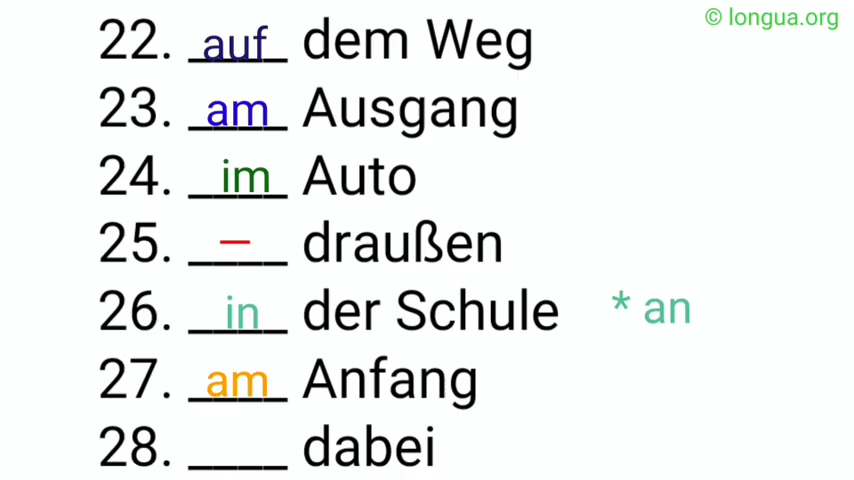 © longua.org
22. auf dem Weg
23. am Ausgang
24. im Auto
25. — draußen
26. in der Schule * an
27. am Anfang
28. ____ dabei